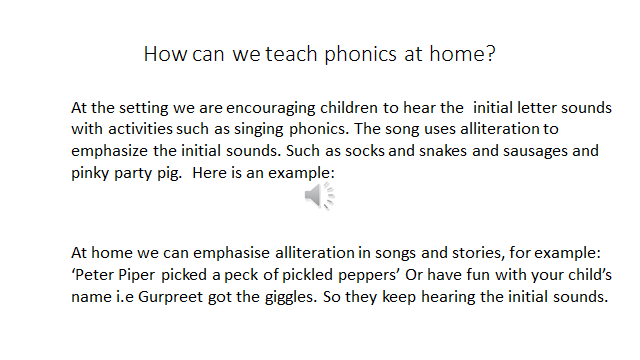 How can we teach phonics at home?
At the setting we are encouraging children to hear the  initial letter sounds
with activities such as singing phonics. The song uses alliteration to
emphasize the initial sounds. Such as socks and snakes and sausages and
pinky party pig.  Here is an example:
At home we can emphasise alliteration in songs and stories, for example:
‘Peter Piper picked a peck of pickled peppers’ Or have fun with your child’s
name i.e Gurpreet got the giggles. So they keep hearing the initial sounds.